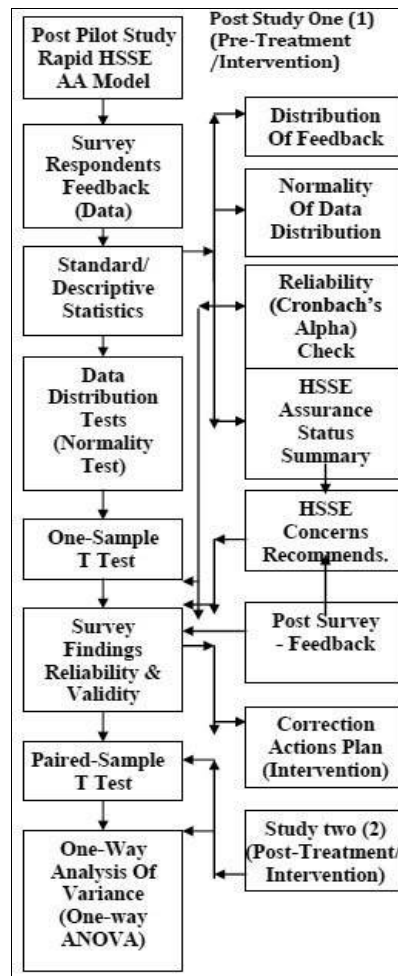 Post Pilot Study
Rapid HSSE
AA Model
Survey
Respondents
Feedback
(Data)
Standard/
Descriptive
Statistics
Data
Distribution
Tests
(Normality
Test)
One-Sample
T Test
Survey
Findings
Reliability &
Validity
Paired-Sample
T Test
One-Way
Analysis Of
Variance
(One-way
ANOVA)
Post Study One (1)
(Pre-Treatment
/Intervention)
Distribution
Of Feedback
Normality
Of Data
Distribution
Reliability
(Cronbach's
Alpha)
Check
HSSE
Assurance
Status
Summary
HSSE
Concerns
Recommends.
Post Survey
- Feedback
Correction
Actions Plan
(Intervention)
Study two (2)
(Post-Treatment/
Intervention)